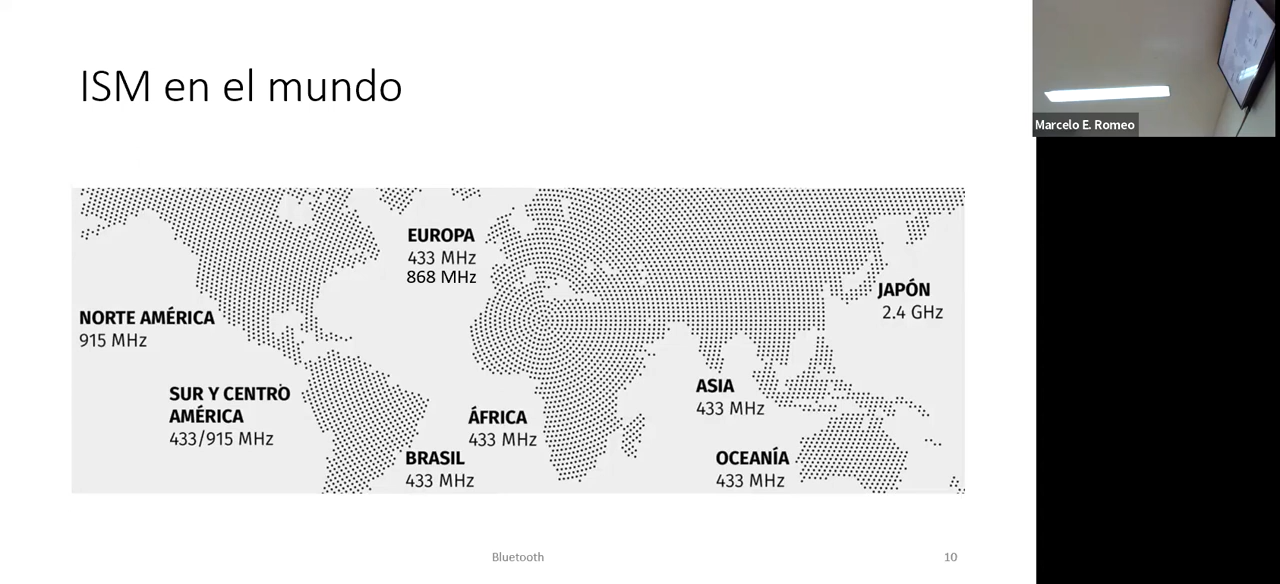 ISM en el mundo
Marcelo E. Romeo
EUROPA
433 MHz
868 MHz
JAPÓN
2.4 GHz
NORTE AMÉRICA
915 MHz
SUR Y CENTRO
AMÉRICA
433/915 MHz
ÁFRICA
433 MHz
BRASIL
433 MHz
ASIA
433 MHz
OCEANÍA
433 MHz
Bluetooth
10